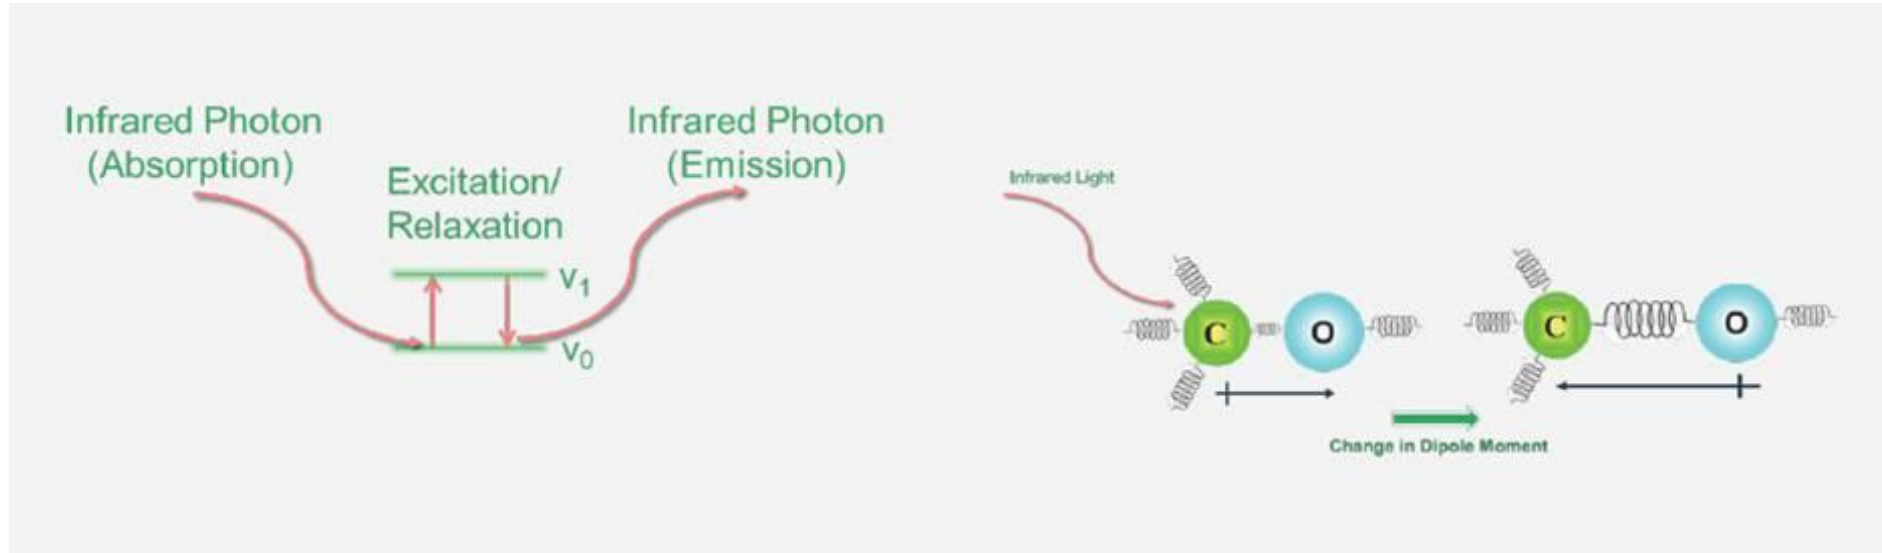 Infrared Photon
(Absorption)
Excitation/
Relaxation
Infrared Photon
(Emission)
v₁
v₀
Infrared Light
C
O
C
O
Change in Dipole Moment